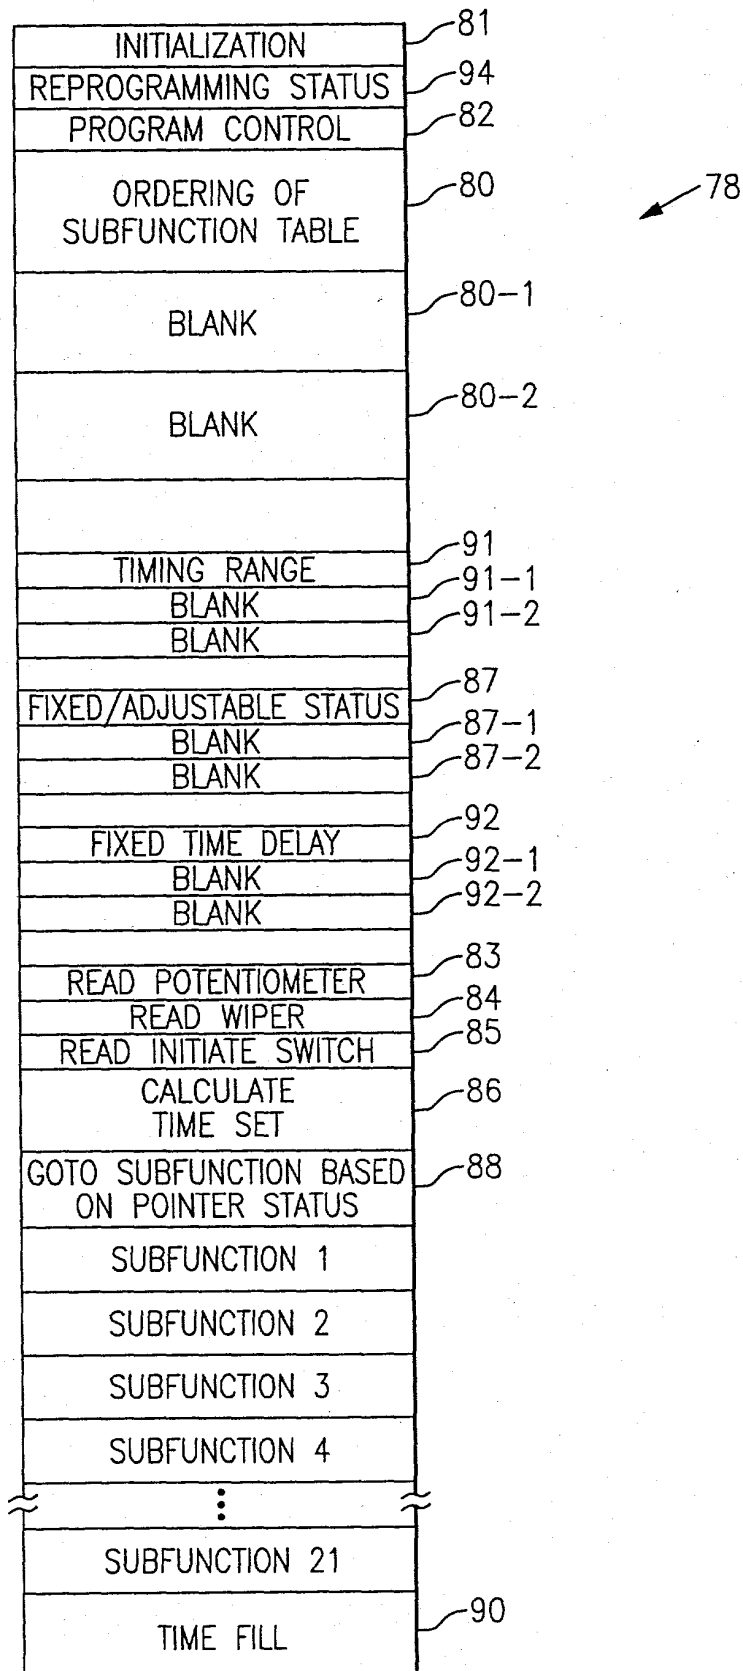 INITIALIZATION 81
REPROGRAMMING STATUS 94
PROGRAM CONTROL 82
ORDERING OF
SUBFUNCTION TABLE 80
78
BLANK 80-1
BLANK 80-2
TIMING RANGE 91
BLANK 91-1
BLANK 91-2
FIXED/ADJUSTABLE STATUS 87
BLANK 87-1
BLANK 87-2
FIXED TIME DELAY 92
BLANK 92-1
BLANK 92-2
READ POTENTIOMETER 83
READ WIPER 84
READ INITIATE SWITCH 85
CALCULATE
TIME SET 86
GOTO SUBFUNCTION BASED
ON POINTER STATUS 88
SUBFUNCTION 1
SUBFUNCTION 2
SUBFUNCTION 3
SUBFUNCTION 4
SUBFUNCTION 21
TIME FILL 90